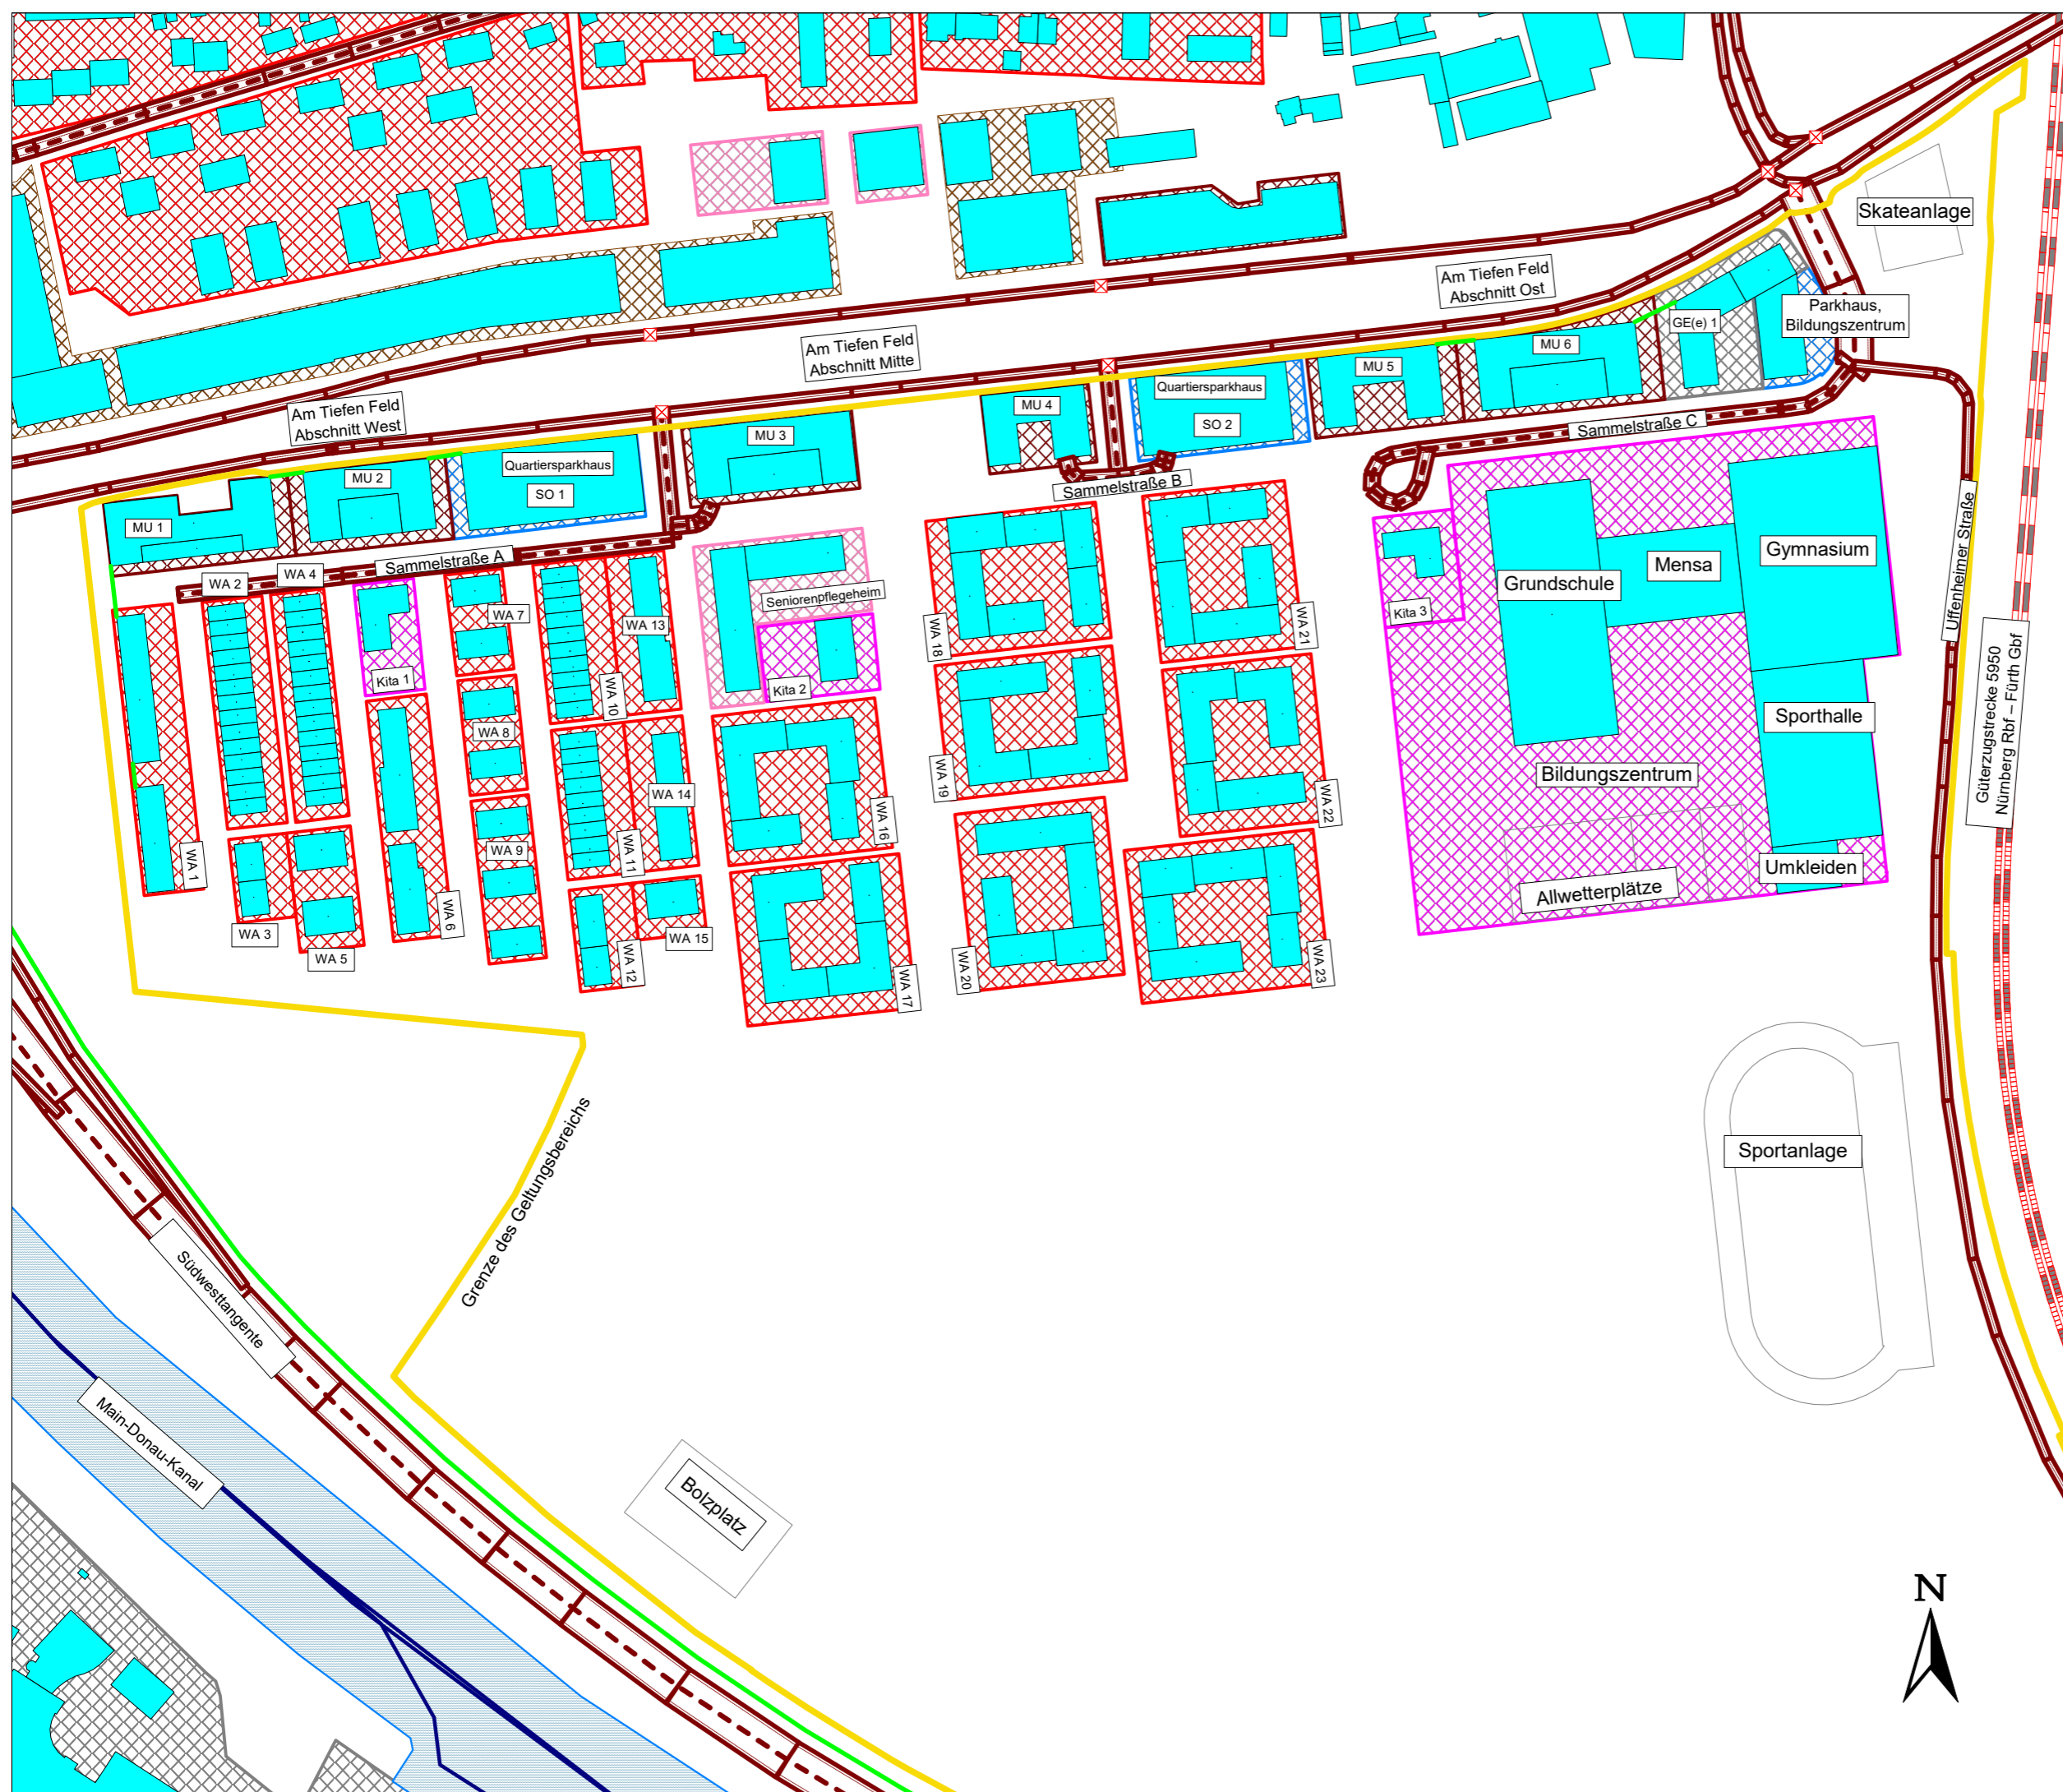 Skateanlage
Am Tiefen Feld
Abschnitt Ost
Parkhaus,
Bildungszentrum
GE(e) 1
MU 6
Am Tiefen Feld
Abschnitt Mitte
MU 5
Quartiersparkhaus
SO 2
MU 4
Am Tiefen Feld
Abschnitt West
Sammelstraße C
MU 3
Quartiersparkhaus
SO 1
MU 2
MU 1
Sammelstraße B
Sammelstraße A
Gymnasium
Mensa
Grundschule
Uffenheimer Straße
WA 2
WA 4
Seniorenpflegeheim
Kita 3
WA 7
WA 13
WA 18
WA 21
Kita 1
Kita 2
WA 10
Güterzugstrecke 5950
Nürnberg Rbf – Fürth Gbf
Sporthalle
WA 8
Bildungszentrum
WA 14
WA 19
WA 22
WA 16
WA 9
WA 11
WA 1
Umkleiden
Allwetterplätze
WA 6
WA 3
WA 5
WA 15
WA 12
WA 17
WA 20
WA 23
Sportanlage
Grenze des Geltungsbereichs
Südwesttangente
Main-Donau-Kanal
Bolzplatz
N